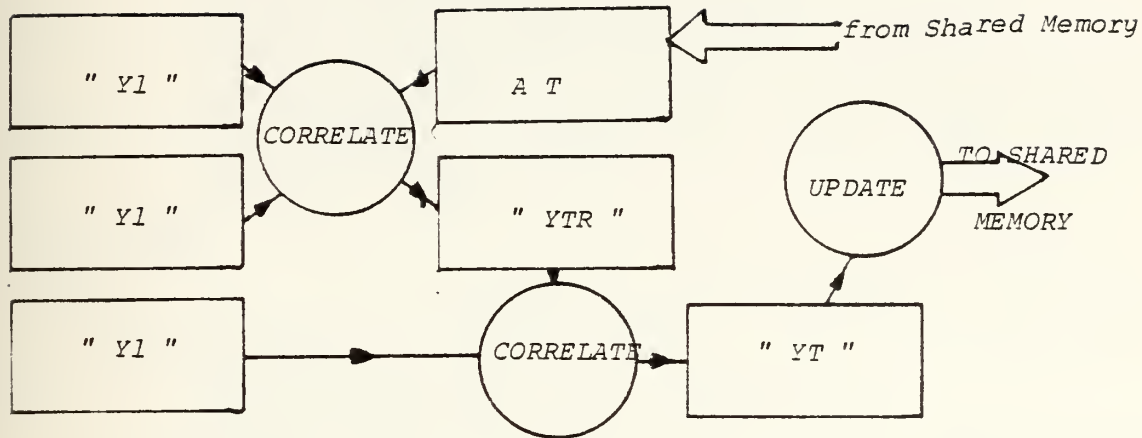 from Shared Memory
" Y1 "
A T
CORRELATE
TO SHARED
" Y1 "
" YTR "
UPDATE
MEMORY
" Y1 "
CORRELATE
" YT "